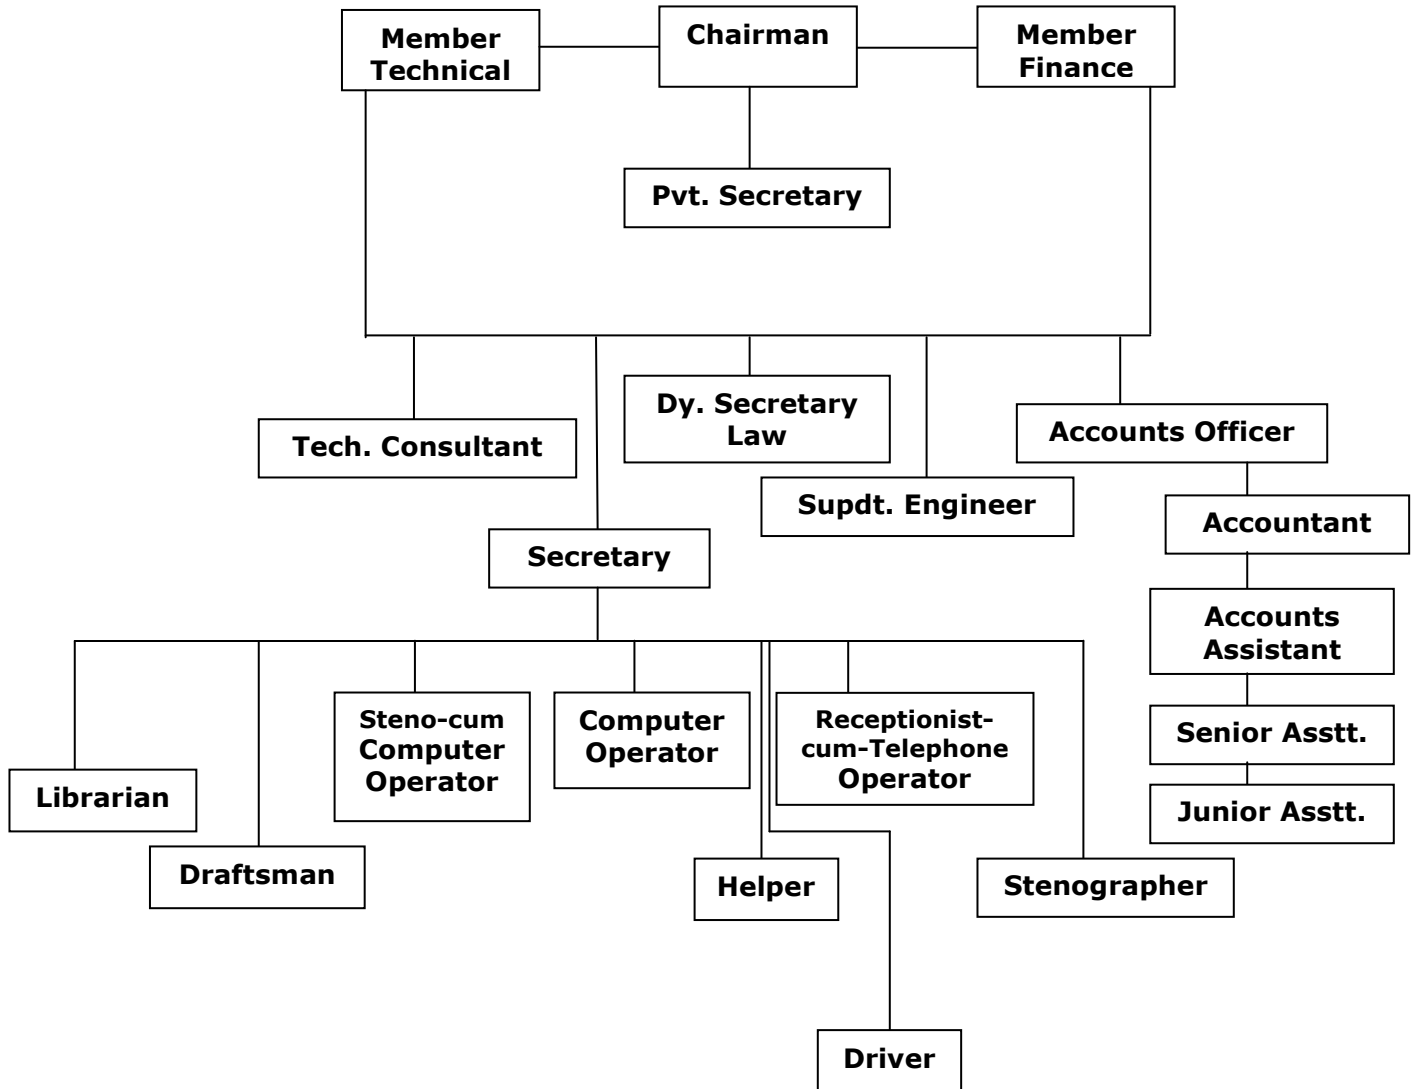 Member
Technical
Chairman
Member
Finance
Pvt. Secretary
Tech. Consultant
Dy. Secretary
Law
Supdt. Engineer
Accounts Officer
Accountant
Secretary
Accounts
Assistant
Senior Asstt.
Junior Asstt.
Librarian
Draftsman
Steno-cum
Computer
Operator
Computer
Operator
Receptionist-
cum-Telephone
Operator
Helper
Stenographer
Driver